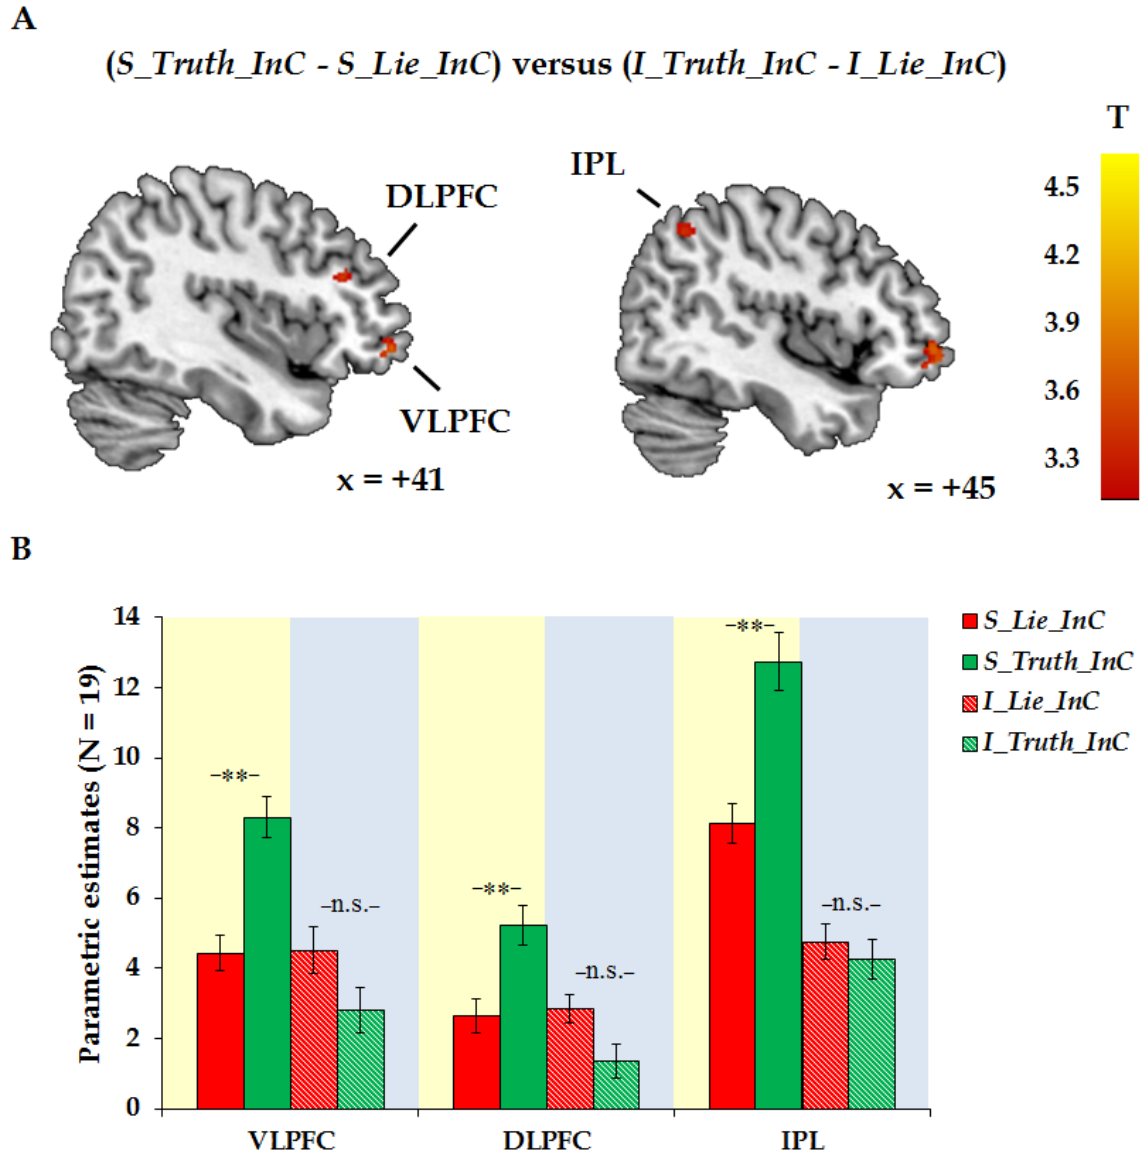 A
(S_Truth_InC - S_Lie_InC) versus (I_Truth_InC - I_Lie_InC)
T
IPL
DLPFC
4.5
4.2
3.9
3.6
3.3
VLPFC
x = +41
x = +45
B
14
12
10
8
6
4
2
0
Parametric estimates (N = 19)
–**–
–n.s.–
–**–
–n.s.–
–**–
–n.s.–
S_Lie_InC
S_Truth_InC
I_Lie_InC
I_Truth_InC
VLPFC
DLPFC
IPL